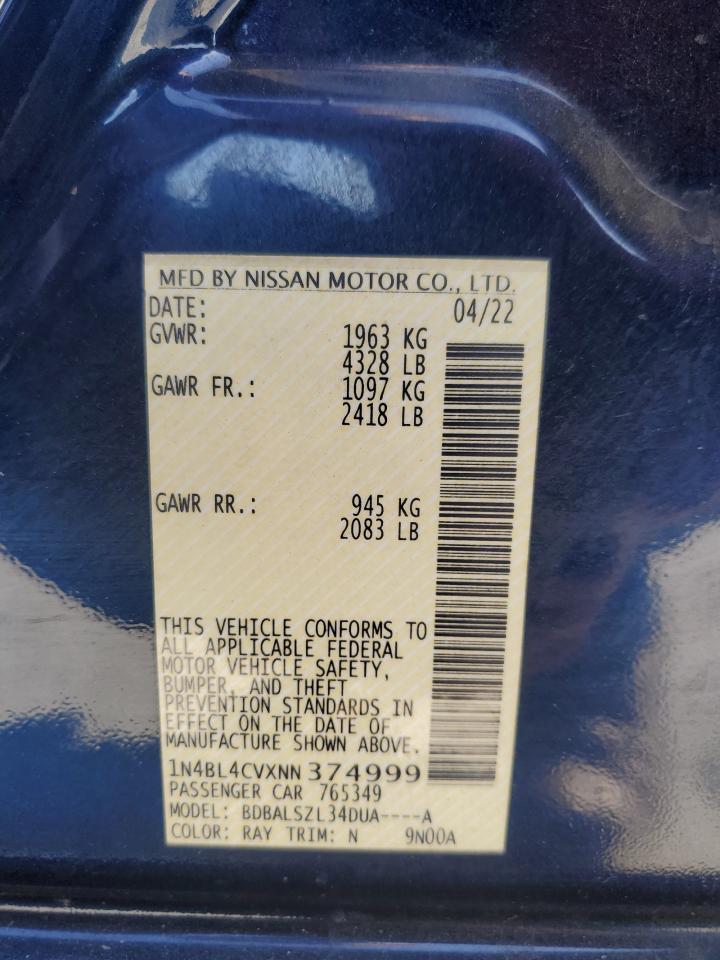 MFD BY NISSAN MOTOR CO., LTD.
DATE: 04/22
GVWR: 1963 KG
4328 LB
GAWR FR.: 1097 KG
2418 LB
GAWR RR.: 945 KG
2083 LB
THIS VEHICLE CONFORMS TO
ALL APPLICABLE FEDERAL
MOTOR VEHICLE SAFETY,
BUMPER, AND THEFT
PREVENTION STANDARDS IN
EFFECT ON THE DATE OF
MANUFACTURE SHOWN ABOVE.
1N4BL4CVXNN 374999
PASSENGER CAR 765349
MODEL: BDBALSZL34DUA----A
COLOR: RAY TRIM: N 9N00A